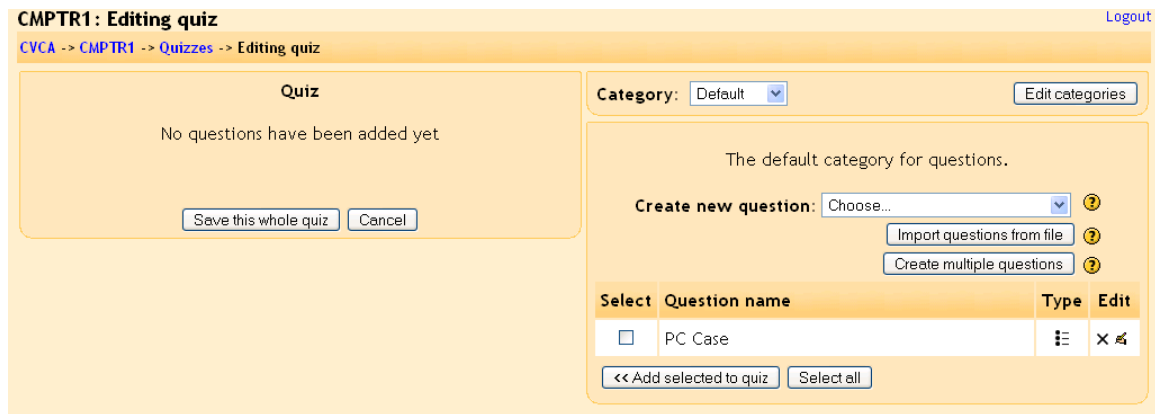 CMPTR1: Editing quiz
Logout
CVCA -> CMPTR1 -> Quizzes -> Editing quiz
Quiz
No questions have been added yet
Save this whole quiz Cancel
Category: Default Edit categories
The default category for questions.
Create new question: Choose... ?
Import questions from file ?
Create multiple questions ?
Select Question name Type Edit
PC Case
<< Add selected to quiz Select all